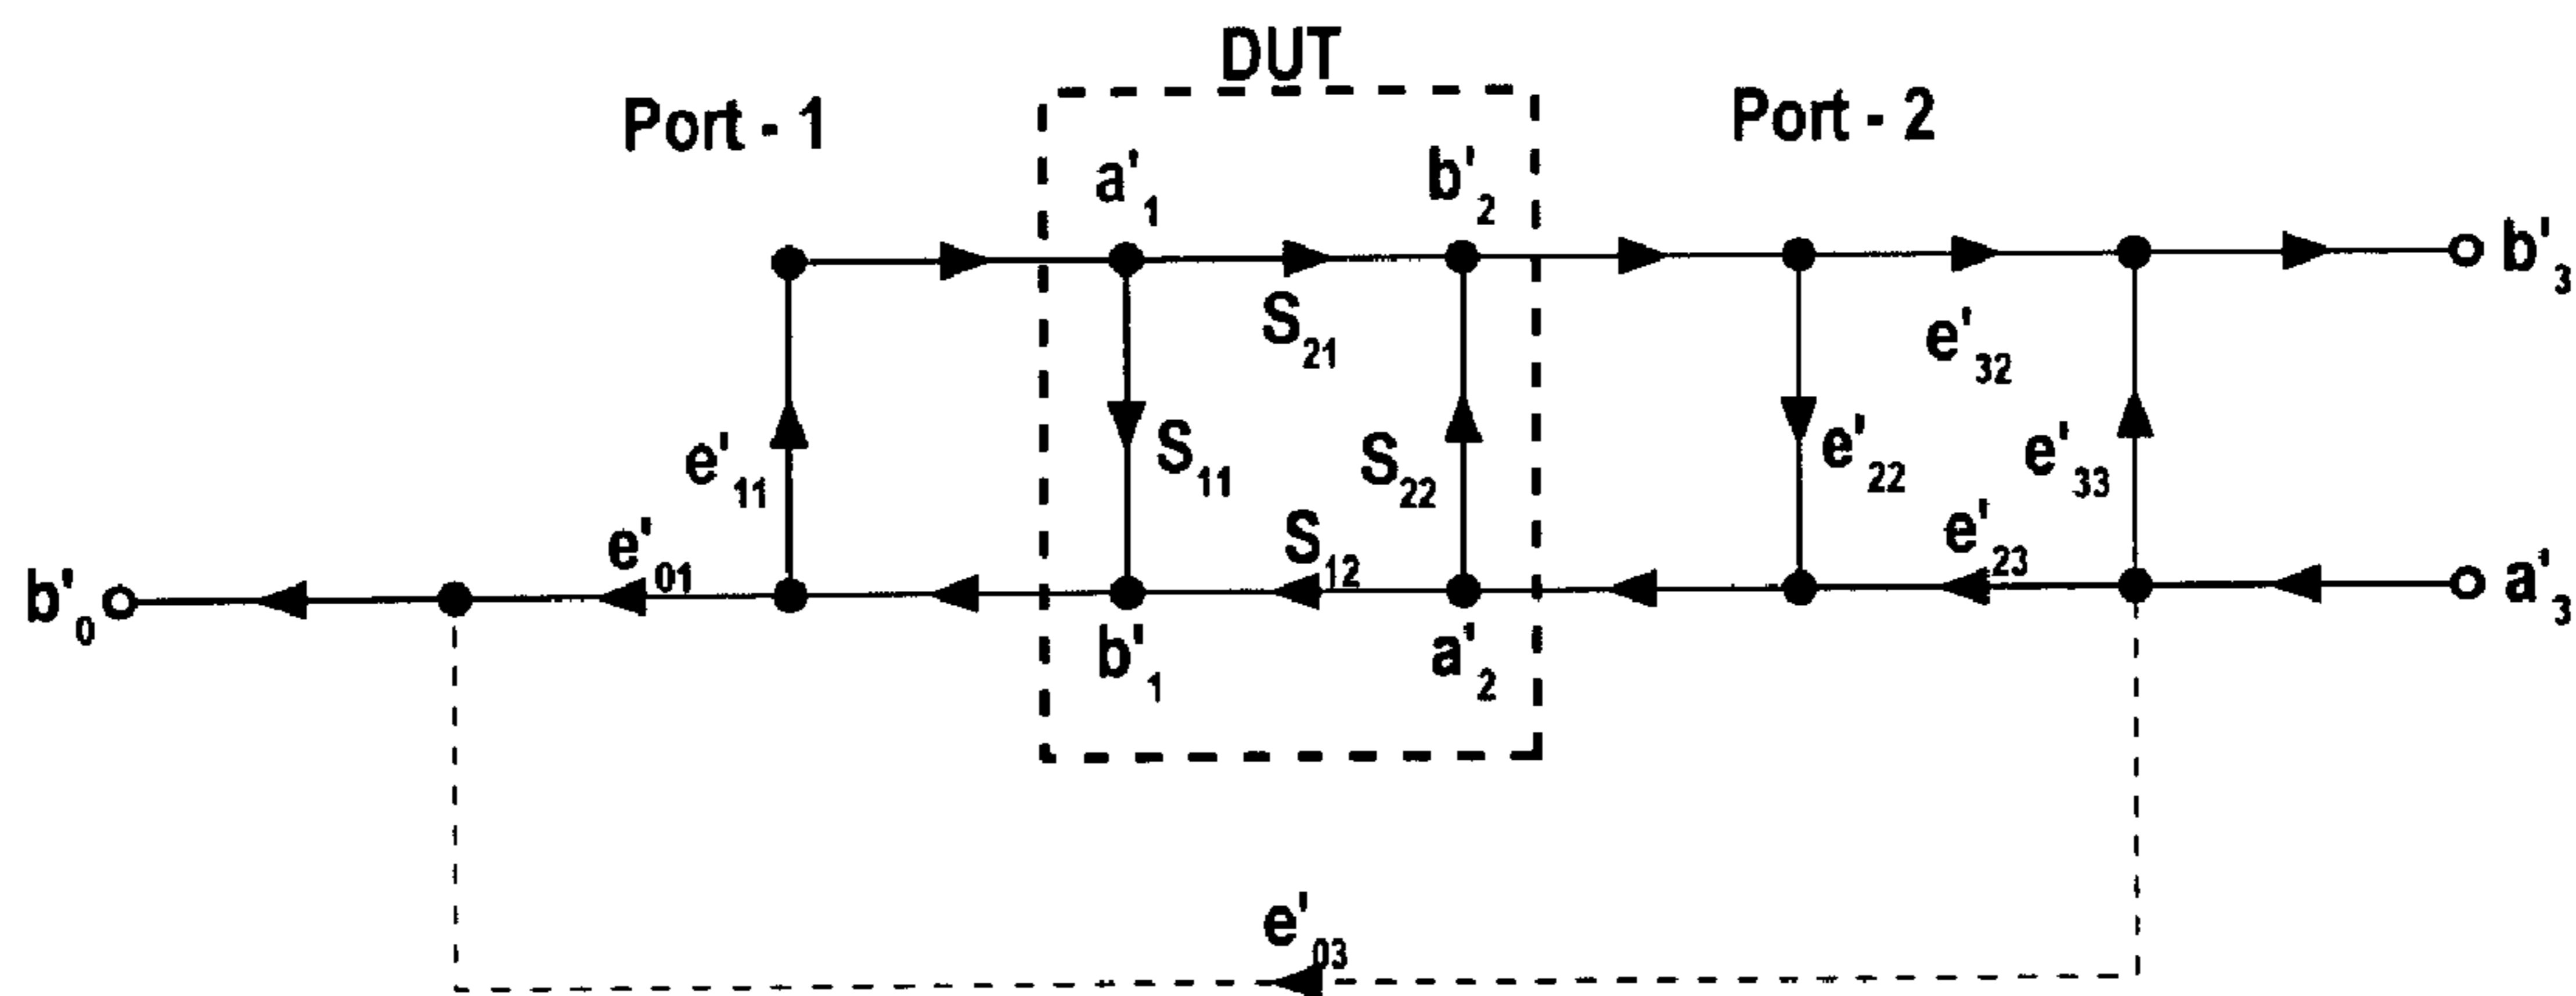 DUT
Port - 1
Port - 2
a'1
b'2
b'3
S21
e'32
e'11
S11
S22
e'22
e'33
e'01
S12
e'23
b'0
a'3
b'1
a'2
e'03